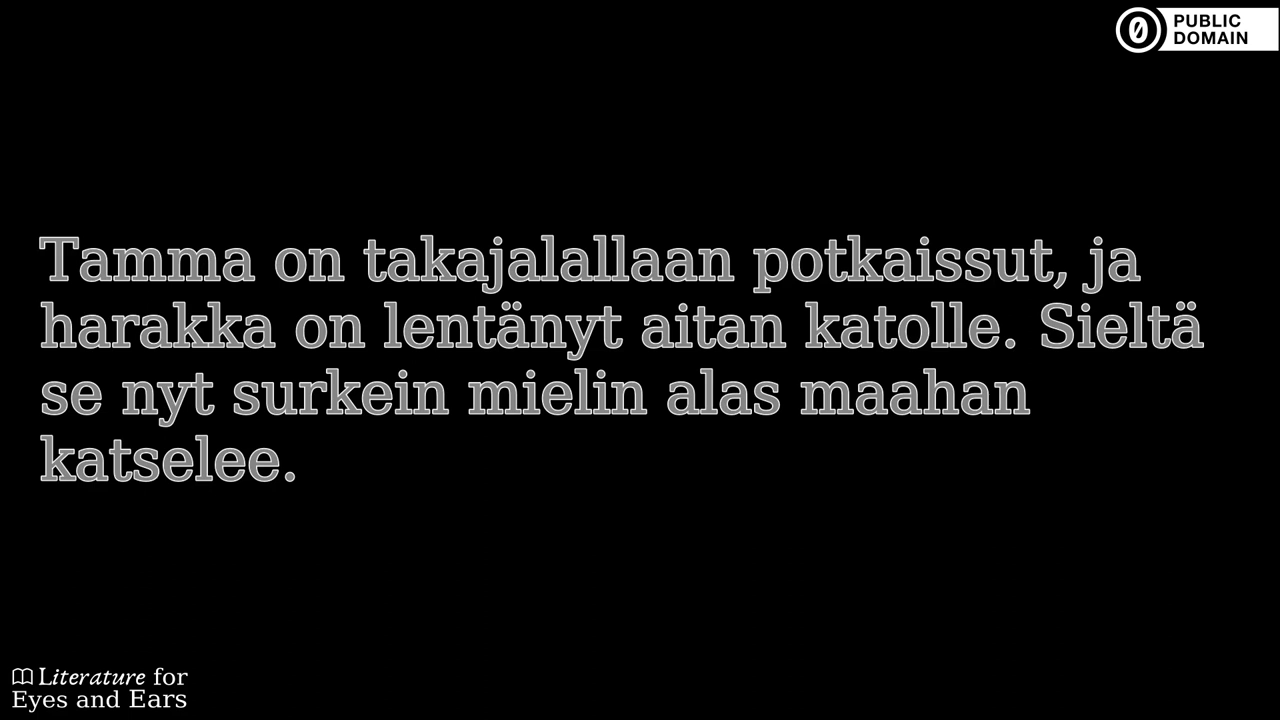 PUBLIC
DOMAIN
Tamma on takajalallaan potkaissut, ja
harakka on lentänyt aitan katolle. Sieltä
se nyt surkein mielin alas maahan
katselee.
Literature for
Eyes and Ears